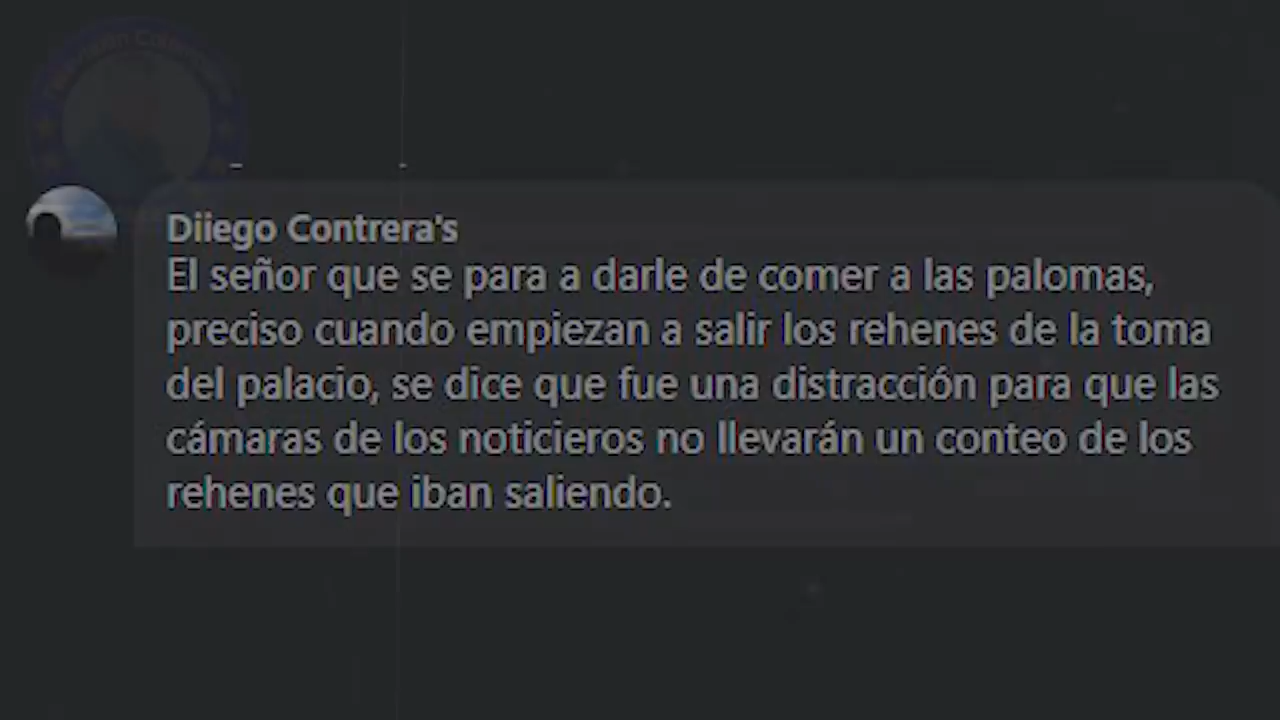 Diiego Contrera's
El señor que se para a darle de comer a las palomas,
preciso cuando empiezan a salir los rehenes de la toma
del palacio, se dice que fue una distracción para que las
cámaras de los noticieros no llevarán un conteo de los
rehenes que iban saliendo.